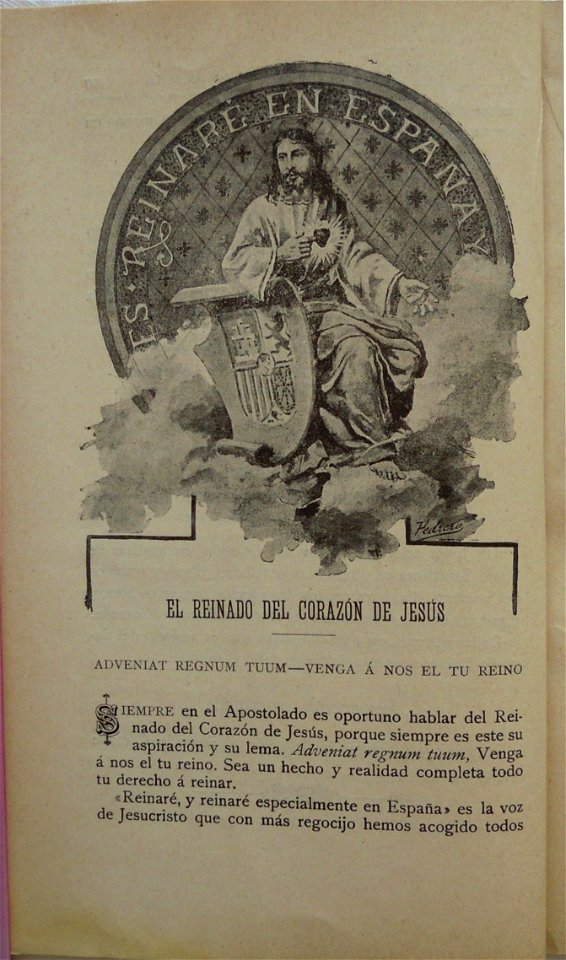 ES · REINARÉ EN ESPAÑA Y
Pedrero
EL REINADO DEL CORAZÓN DE JESÚS
ADVENIAT REGNUM TUUM—VENGA Á NOS EL TU REINO
SIEMPRE en el Apostolado es oportuno hablar del Rei-
nado del Corazón de Jesús, porque siempre es este su
aspiración y su lema. Adveniat regnum tuum, Venga
á nos el tu reino. Sea un hecho y realidad completa todo
tu derecho á reinar.
«Reinaré, y reinaré especialmente en España» es la voz
de Jesucristo que con más regocijo hemos acogido todos